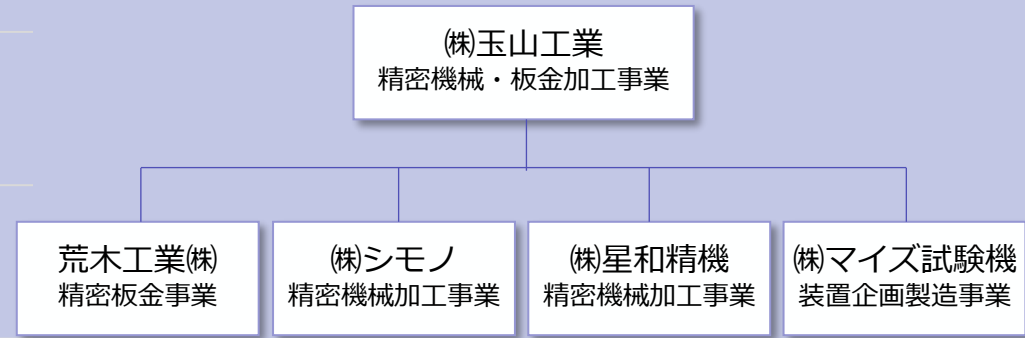 ㈱玉山工業
精密機械・板金加工事業
荒木工業㈱
精密板金事業
㈱シモノ
精密機械加工事業
㈱星和精機
精密機械加工事業
㈱マイズ試験機
装置企画製造事業